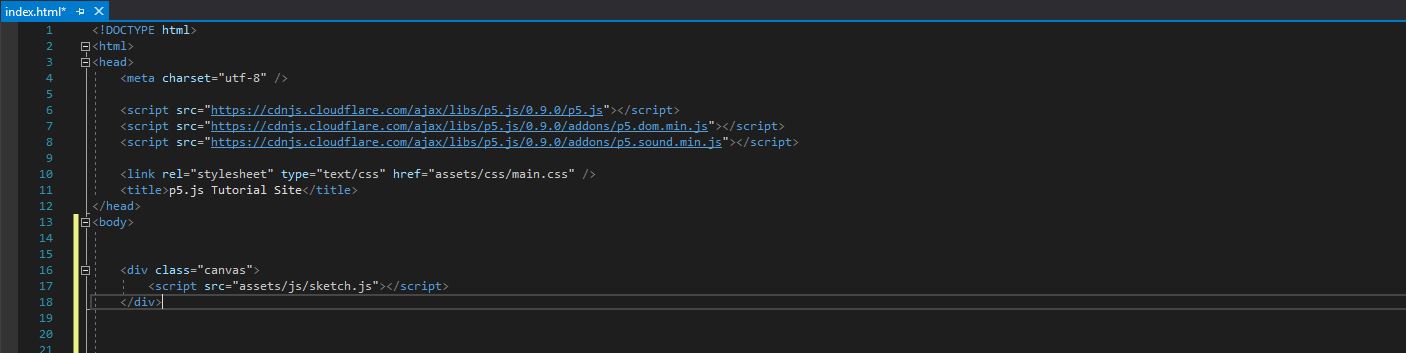 index.html*
1 <!DOCTYPE html>
2 <html>
3 <head>
4 <meta charset="utf-8" />
5
6 <script src="https://cdnjs.cloudflare.com/ajax/libs/p5.js/0.9.0/p5.js"></script>
7 <script src="https://cdnjs.cloudflare.com/ajax/libs/p5.js/0.9.0/addons/p5.dom.min.js"></script>
8 <script src="https://cdnjs.cloudflare.com/ajax/libs/p5.js/0.9.0/addons/p5.sound.min.js"></script>
9
10 <link rel="stylesheet" type="text/css" href="assets/css/main.css" />
11 <title>p5.js Tutorial Site</title>
12 </head>
13 <body>
14
15
16 <div class="canvas">
17 <script src="assets/js/sketch.js"></script>
18 </div>
19
20
21